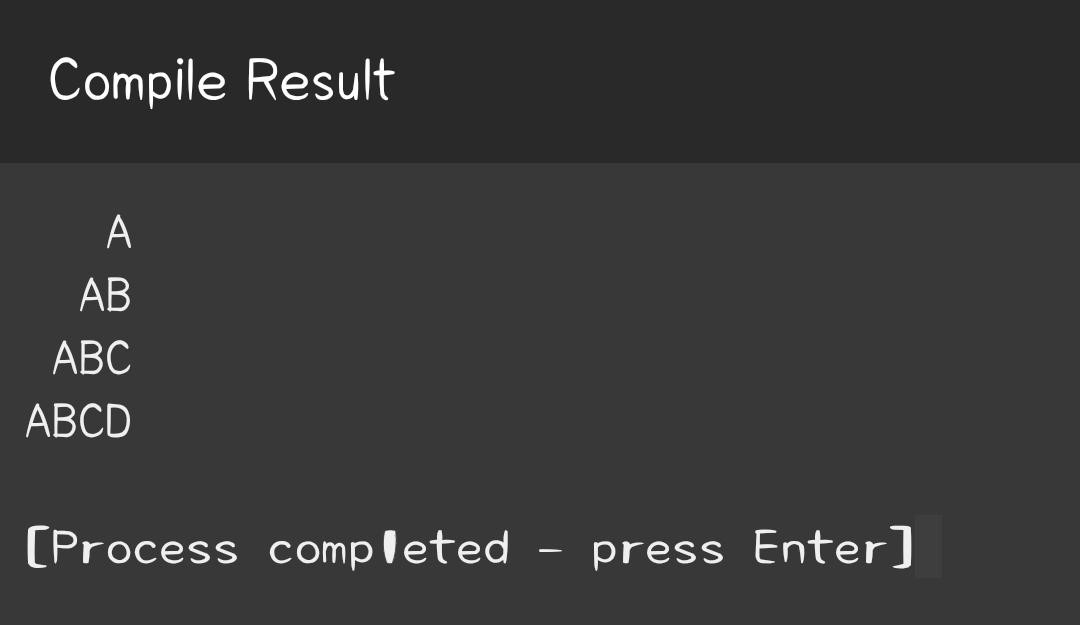 Compile Result
   A
  AB
 ABC
ABCD
[Process completed - press Enter]